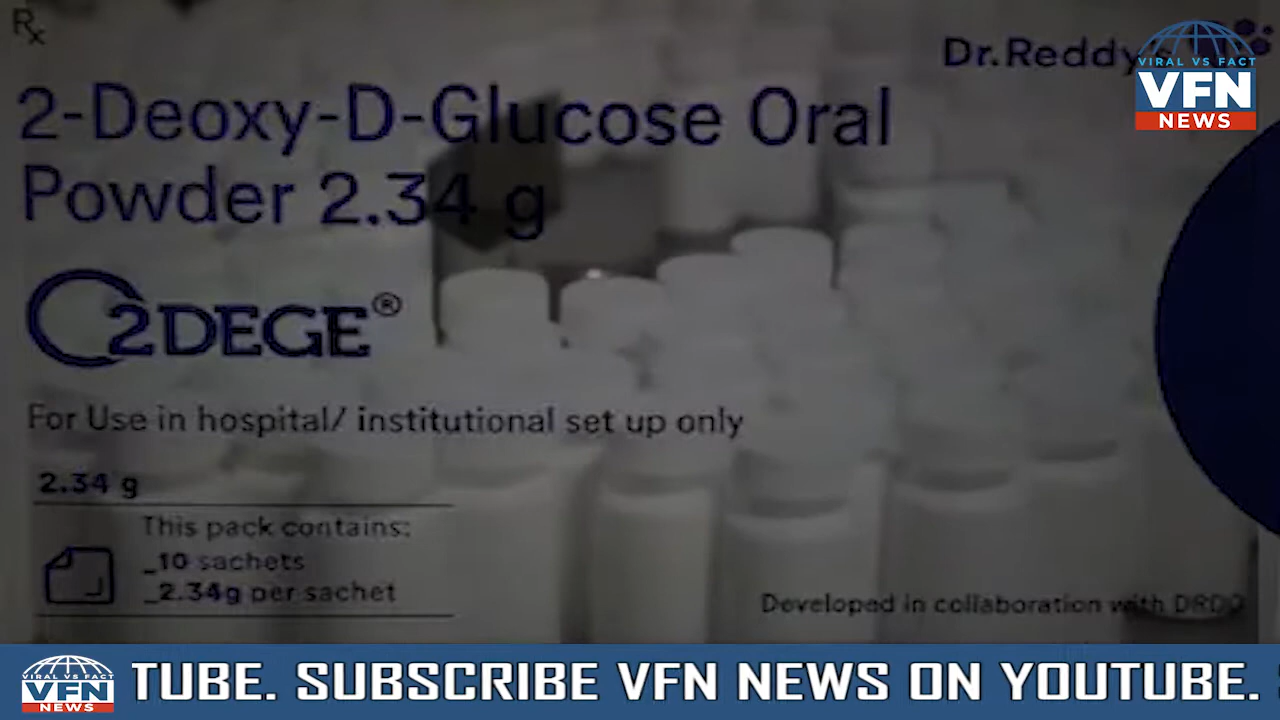 Rx
Dr.Reddy's
VIRAL VS FACT
VFN
NEWS
2-Deoxy-D-Glucose Oral
Powder 2.34 g
2DEGE®
For Use in hospital/ institutional set up only
2.34 g
This pack contains:
_10 sachets
_2.34g per sachet
Developed in collaboration with DRDO
VIRAL VS FACT
VFN
NEWS
TUBE. SUBSCRIBE VFN NEWS ON YOUTUBE.